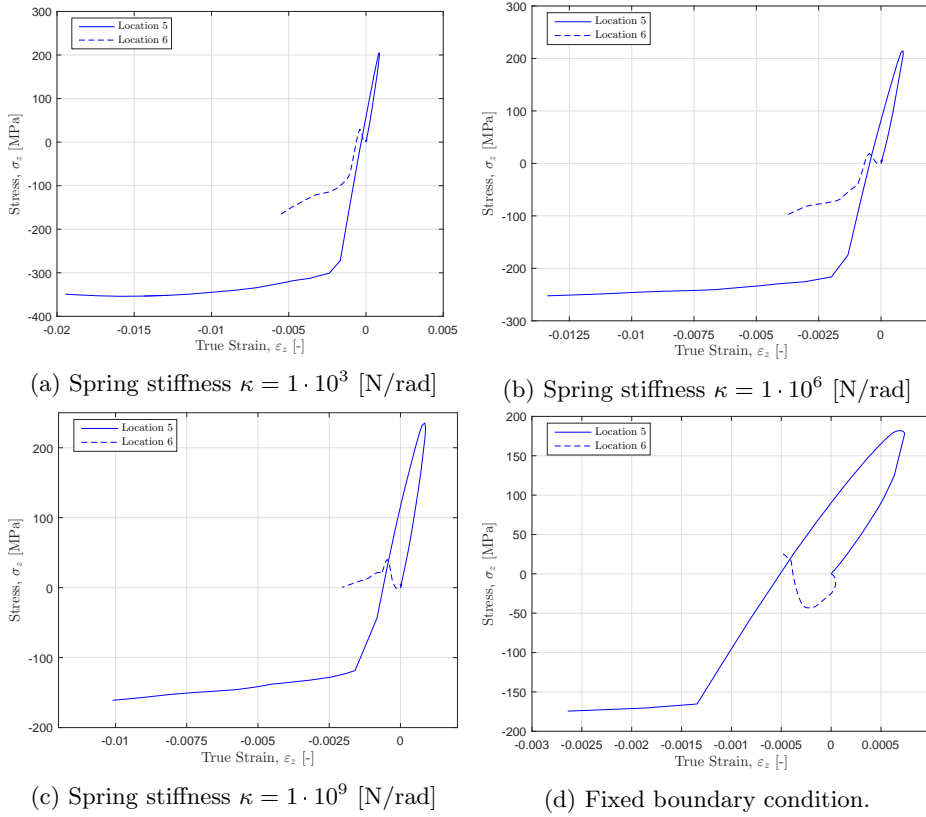 300
200
100
0
-100
-200
-300
-400
Stress, σz [MPa]
Location 5
Location 6
-0.02
-0.015
-0.01
-0.005
0
0.005
True Strain, εz [-]
(a) Spring stiffness κ = 1 · 10³ [N/rad]
300
200
100
0
-100
-200
-300
Stress, σz [MPa]
Location 5
Location 6
-0.0125
-0.01
-0.0075
-0.005
-0.0025
0
True Strain, εz [-]
(b) Spring stiffness κ = 1 · 10⁶ [N/rad]
200
100
0
-100
-200
Stress, σz [MPa]
Location 5
Location 6
-0.01
-0.0075
-0.005
-0.0025
0
True Strain, εz [-]
(c) Spring stiffness κ = 1 · 10⁹ [N/rad]
200
150
100
50
0
-50
-100
-150
-200
Stress, σz [MPa]
Location 5
Location 6
-0.003
-0.0025
-0.002
-0.0015
-0.001
-0.0005
0
0.0005
True Strain, εz [-]
(d) Fixed boundary condition.